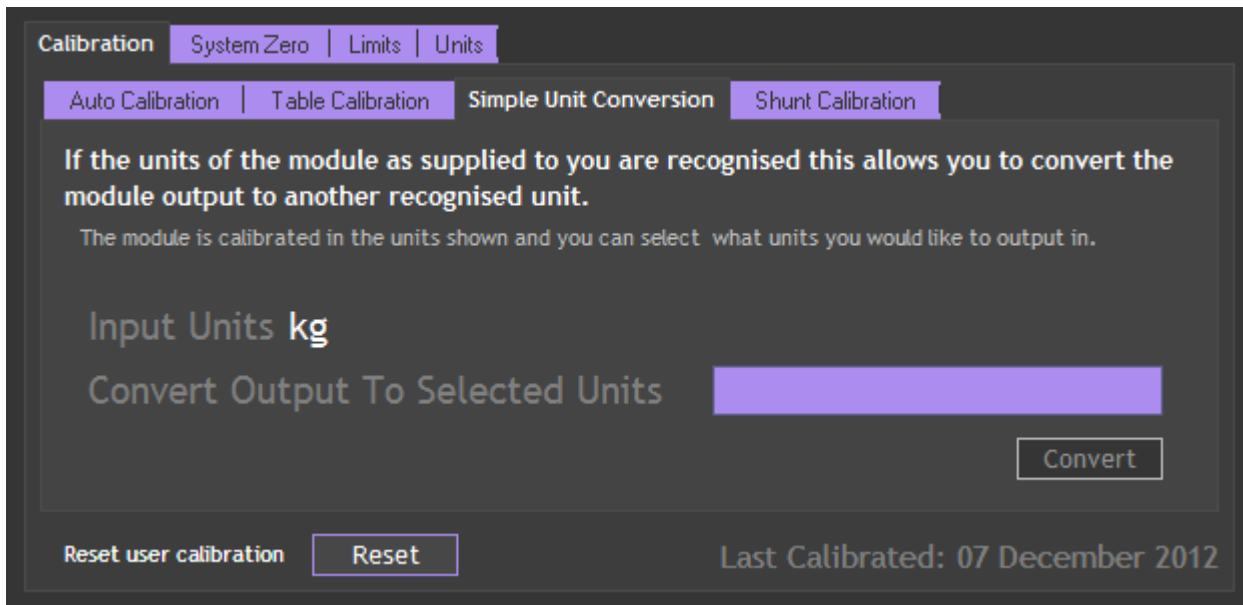 Calibration System Zero Limits Units
Auto Calibration Table Calibration Simple Unit Conversion Shunt Calibration
If the units of the module as supplied to you are recognised this allows you to convert the
module output to another recognised unit.
The module is calibrated in the units shown and you can select what units you would like to output in.
Input Units kg
Convert Output To Selected Units
Convert
Reset user calibration Reset Last Calibrated: 07 December 2012